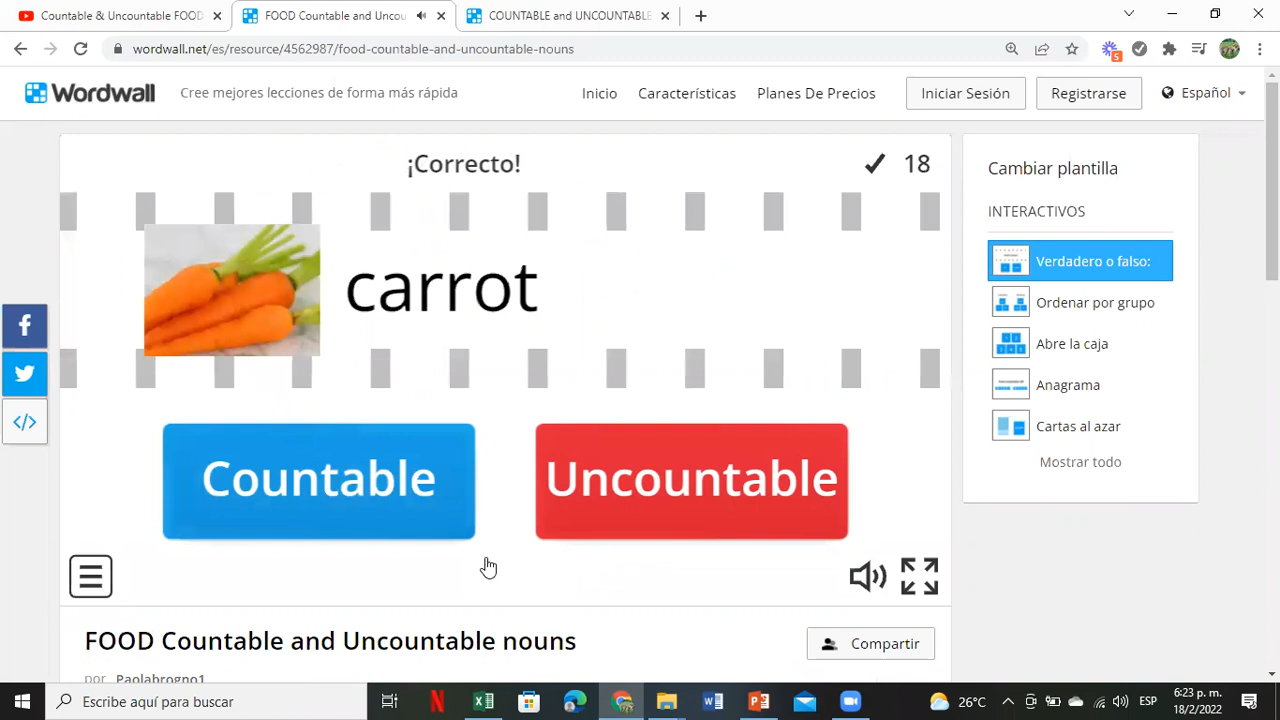 Countable & Uncountable FOOD
FOOD Countable and Uncou
COUNTABLE and UNCOUNTABLE
wordwall.net/es/resource/4562987/food-countable-and-uncountable-nouns
5
Wordwall
Cree mejores lecciones de forma más rápida
Inicio
Características
Planes De Precios
Iniciar Sesión
Registrarse
Español
¡Correcto!
18
carrot
Countable
Uncountable
Cambiar plantilla
INTERACTIVOS
Verdadero o falso:
Ordenar por grupo
Abre la caja
Anagrama
Cartas al azar
Mostrar todo
FOOD Countable and Uncountable nouns
Compartir
por Paolabrogno1
Escribe aquí para buscar
26°C
ESP
6:23 p. m.
18/2/2022